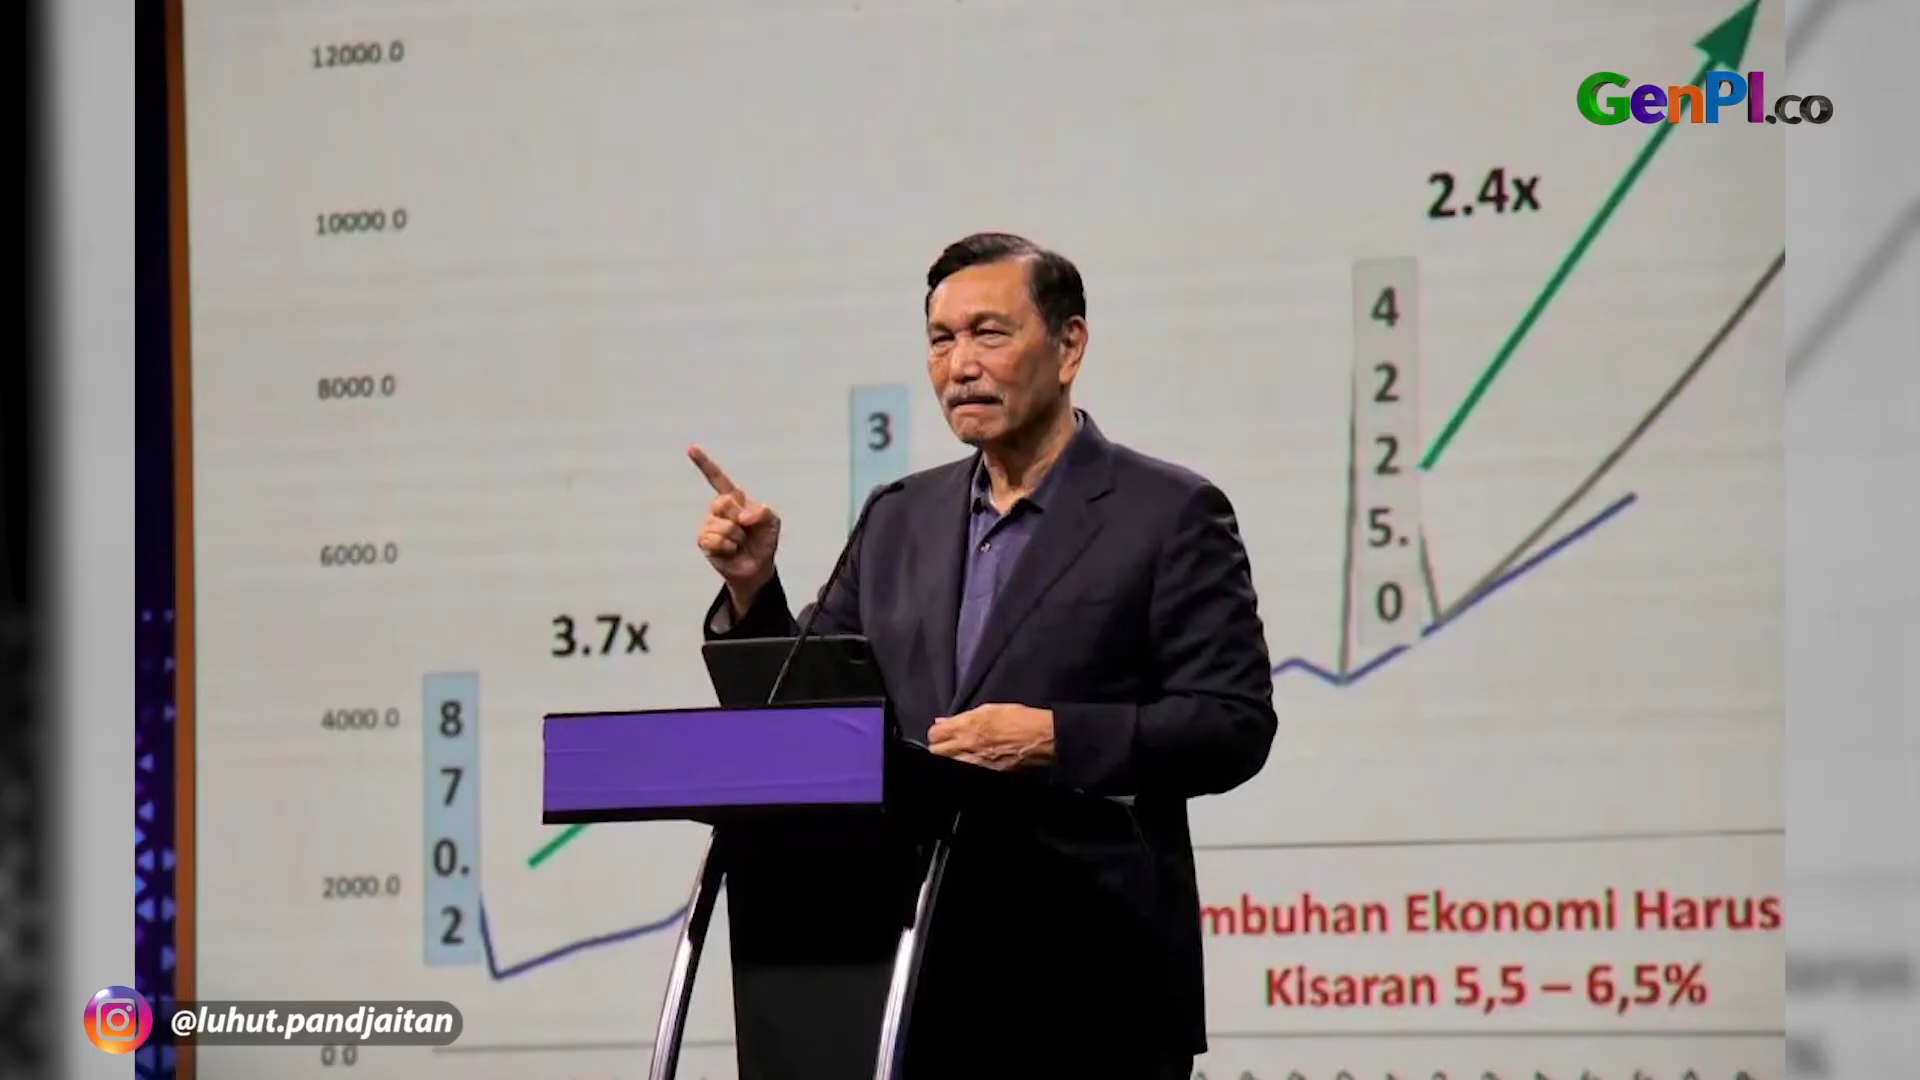 12000.0
GenPI.co
10000.0
2.4x
8000.0
3
4
2
2
5.
0
6000.0
3.7x
4000.0
8
7
0.
2
2000.0
mbuhan Ekonomi Harus
Kisaran 5,5 – 6,5%
@luhut.pandjaitan
0.0